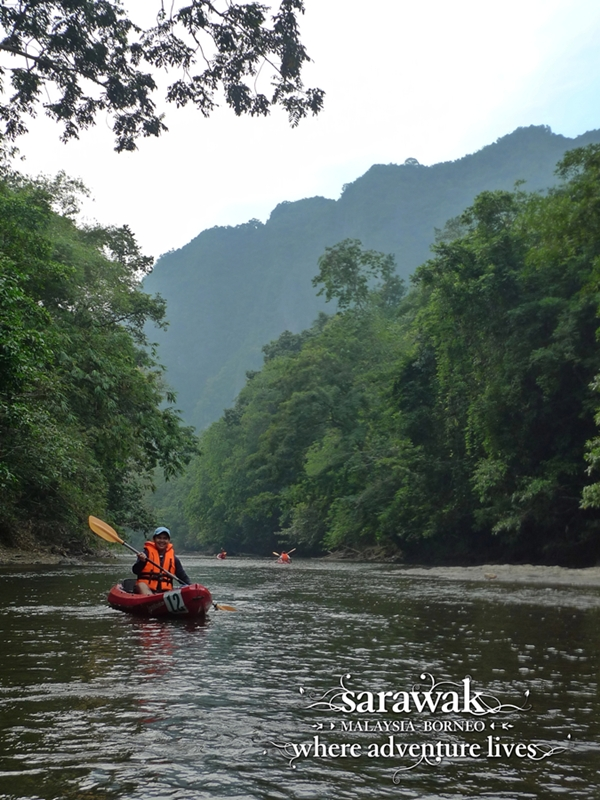 12
sarawak
MALAYSIA - BORNEO
where adventure lives